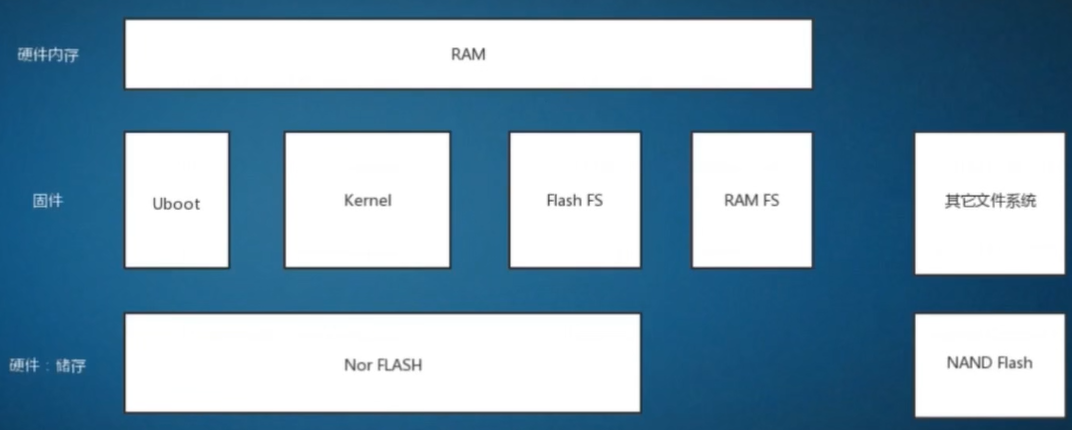 硬件内存
RAM
固件
Uboot
Kernel
Flash FS
RAM FS
其它文件系统
硬件：储存
Nor FLASH
NAND Flash